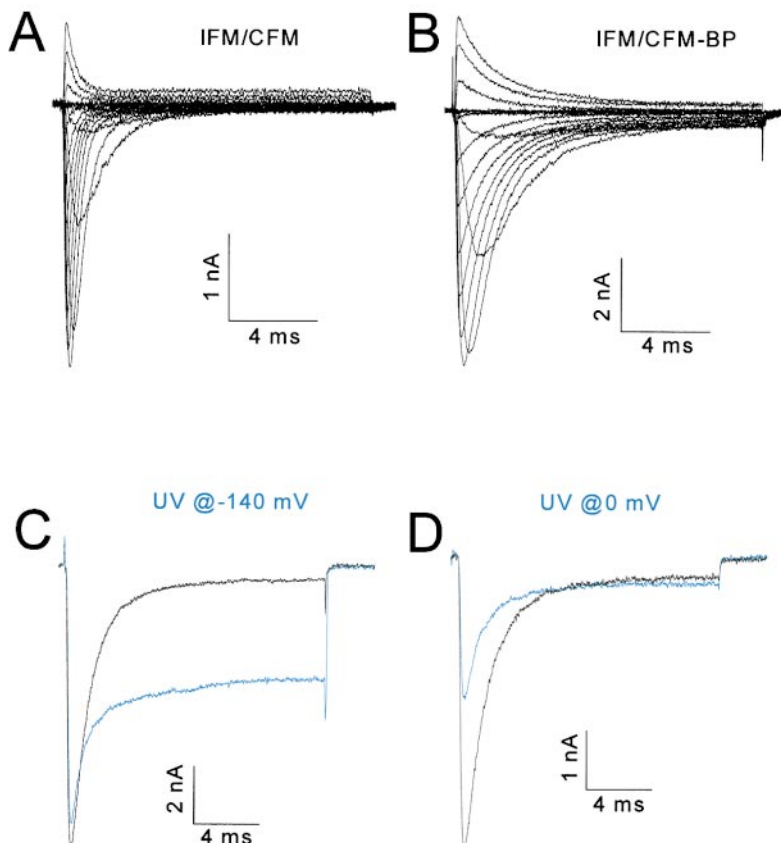 A
IFM/CFM
1 nA
4 ms
B
IFM/CFM-BP
2 nA
4 ms
C
UV @-140 mV
2 nA
4 ms
D
UV @0 mV
1 nA
4 ms